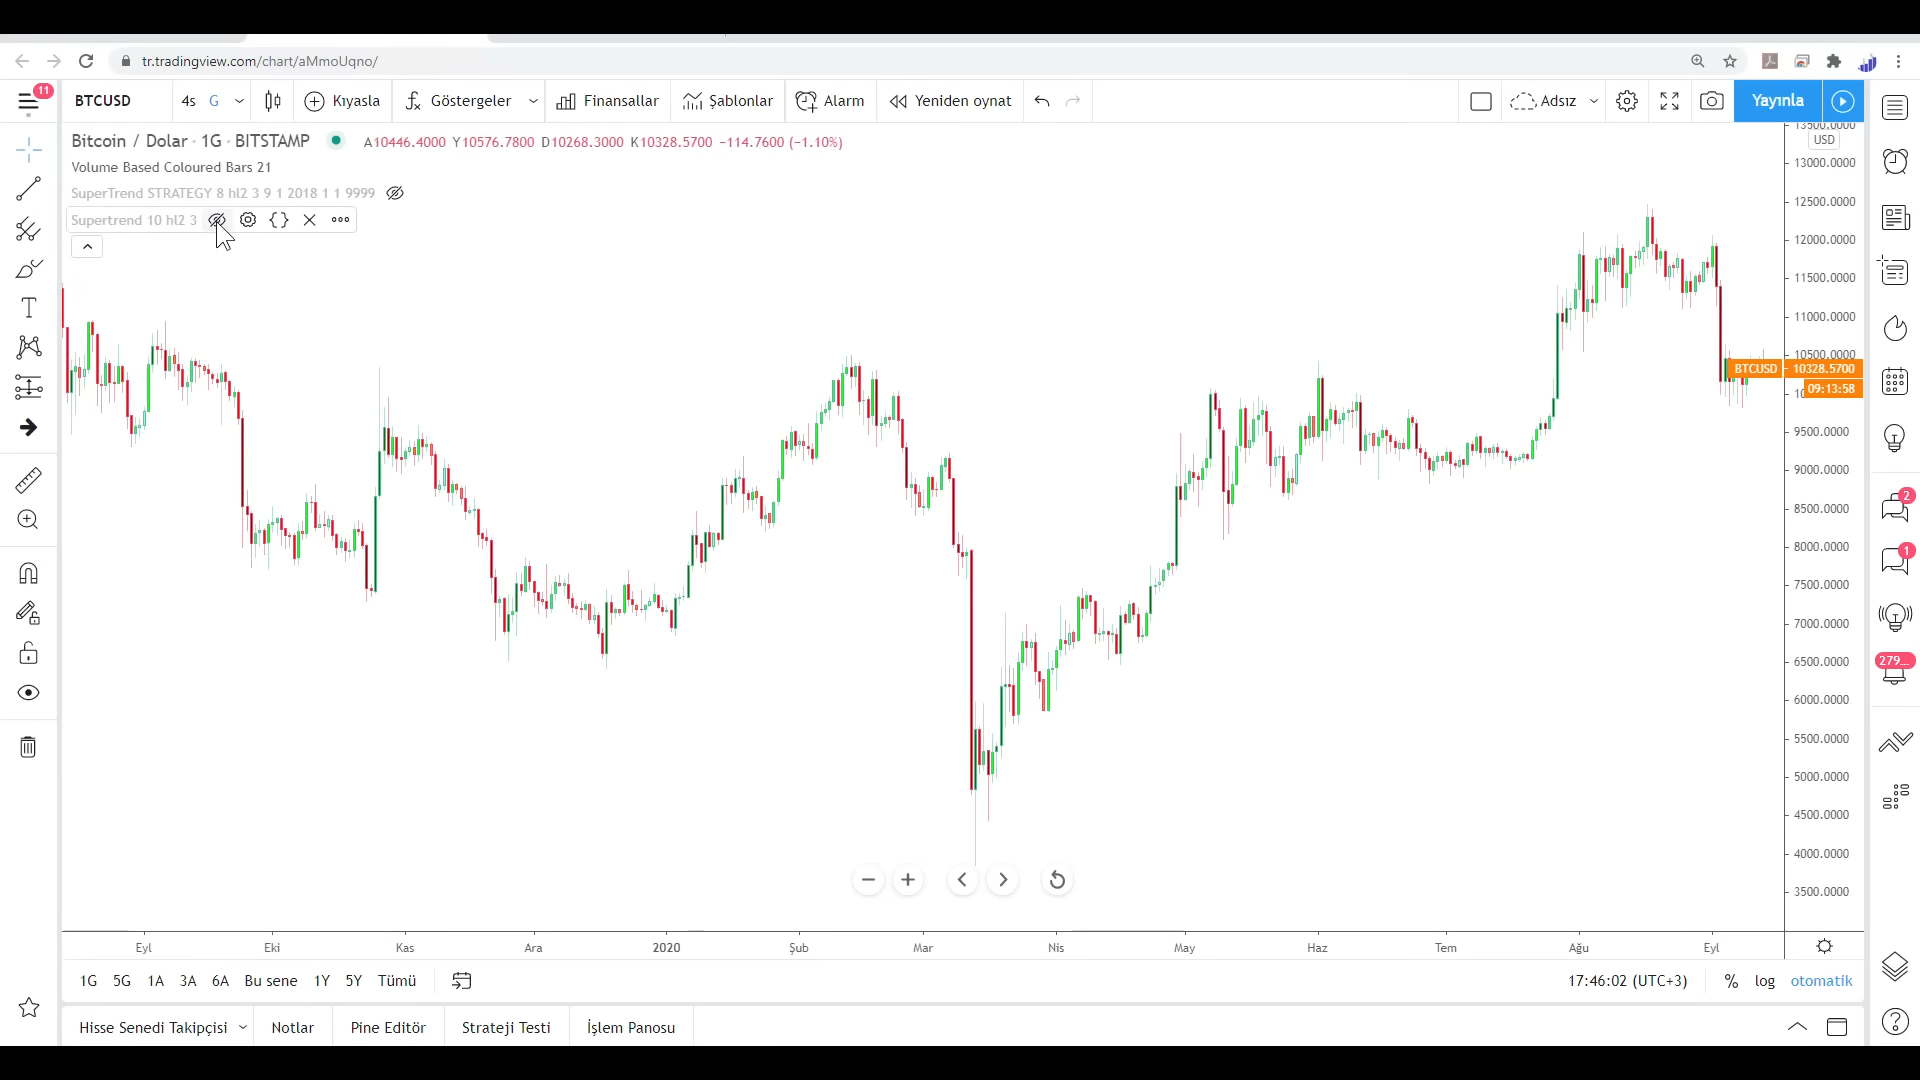 tr.tradingview.com/chart/aMmoUqno/
11
BTCUSD 4s G Kıyasla Göstergeler Finansallar Şablonlar Alarm Yeniden oynat Adsız Yayınla
Bitcoin / Dolar · 1G · BITSTAMP A10446.4000 Y10576.7800 D10268.3000 K10328.5700 −114.7600 (−1.10%)
Volume Based Coloured Bars 21
SuperTrend STRATEGY 8 hl2 3 9 1 2018 1 1 9999
Supertrend 10 hl2 3
13500.0000
USD
13000.0000
12500.0000
12000.0000
11500.0000
11000.0000
10500.0000
BTCUSD 10328.5700
09:13:58
9500.0000
9000.0000
8500.0000
8000.0000
7500.0000
7000.0000
6500.0000
6000.0000
5500.0000
5000.0000
4500.0000
4000.0000
3500.0000
2
1
279...
Eyl Eki Kas Ara 2020 Şub Mar Nis May Haz Tem Ağu Eyl
1G 5G 1A 3A 6A Bu sene 1Y 5Y Tümü 17:46:02 (UTC+3) % log otomatik
Hisse Senedi Takipçisi Notlar Pine Editör Strateji Testi İşlem Panosu